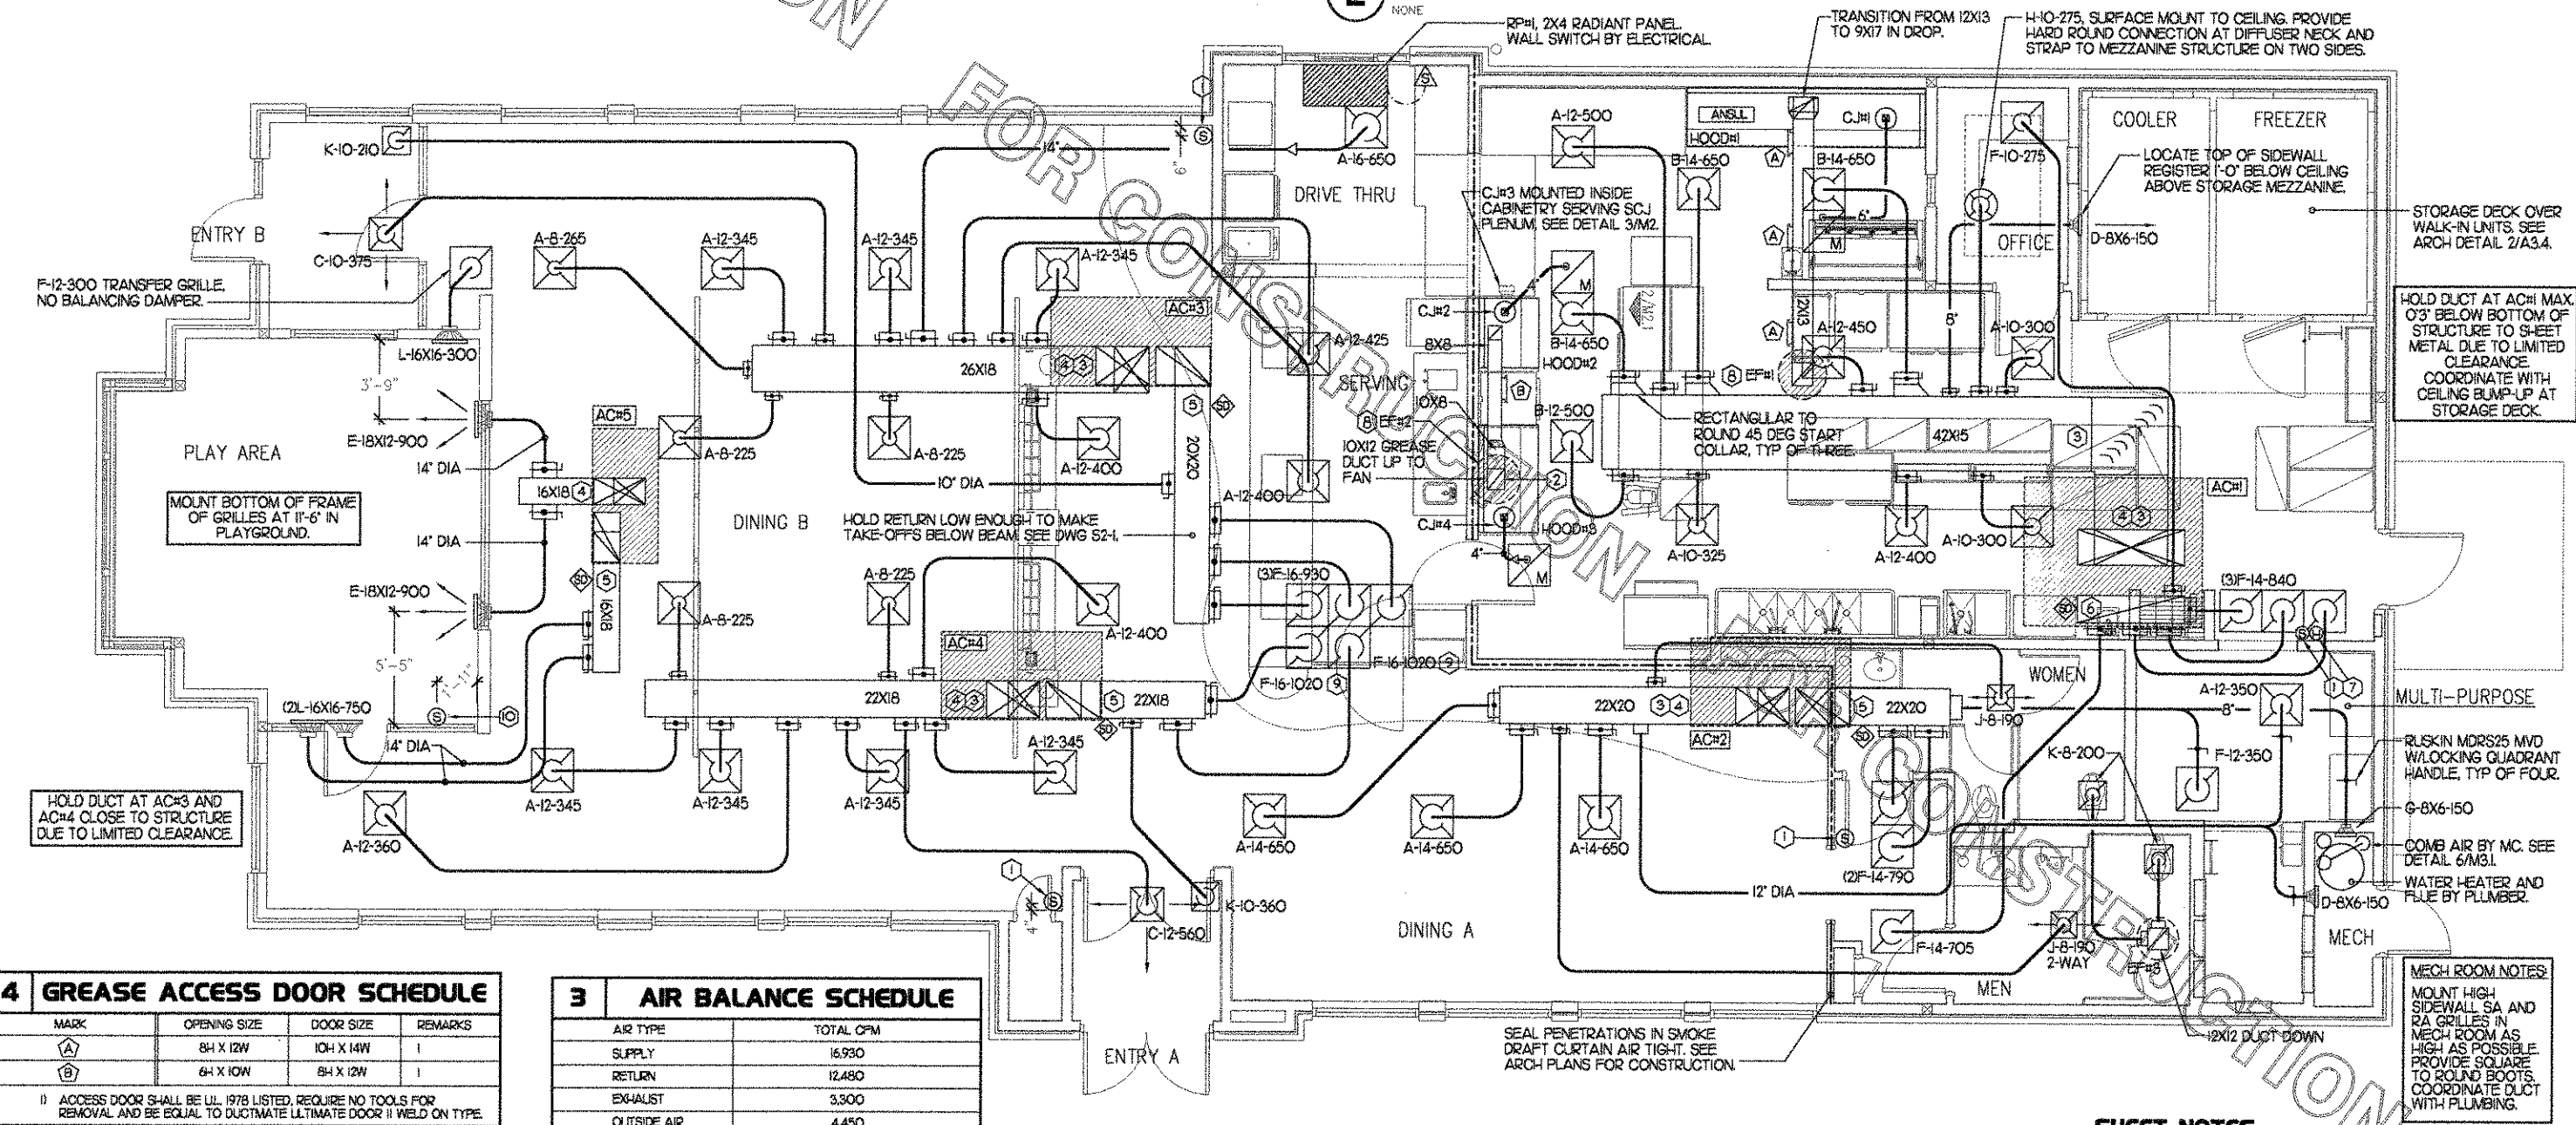 NONE
RP#1, 2X4 RADIANT PANEL.
WALL SWITCH BY ELECTRICAL.
TRANSITION FROM 12X13
TO 9X17 IN DROP.
H-10-275, SURFACE MOUNT TO CEILING. PROVIDE
HARD ROUND CONNECTION AT DIFFUSER NECK AND
STRAP TO MEZZANINE STRUCTURE ON TWO SIDES.
FOR CONSTRUCTION
K-10-210
14"
A-16-650
A-12-500
ANSUL
HOOD#1
CJ#1
B-14-650
B-14-650
F-10-275
COOLER
FREEZER
LOCATE TOP OF SIDEWALL
REGISTER 1'-0" BELOW CEILING
ABOVE STORAGE MEZZANINE.
DRIVE THRU
CJ#3 MOUNTED INSIDE
CABINETRY SERVING SCJ
PLENUM, SEE DETAIL 3/M2.
6"
OFFICE
D-8X6-150
STORAGE DECK OVER
WALK-IN UNITS. SEE
ARCH DETAIL 2/A3.4.
ENTRY B
C-10-375
A-8-265
A-12-345
A-12-345
A-12-345
F-12-300 TRANSFER GRILLE,
NO BALANCING DAMPER.
AC#3
CJ#2
4"
M
M
8X8
B-14-650
HOOD#2
12X13
A-12-450
8"
A-10-300
HOLD DUCT AT AC#1 MAX.
0'3" BELOW BOTTOM OF
STRUCTURE TO SHEET
METAL DUE TO LIMITED
CLEARANCE.
COORDINATE WITH
CEILING BUMP-UP AT
STORAGE DECK.
L-16X16-300
3'-9"
26X18
A-12-425
SERVING
8 EF#1
E-18X12-900
AC#5
A-8-225
A-8-225
A-12-400
20X20
10X8
8 EF#2
B-12-500
RECTANGULAR TO
ROUND 45 DEG START
COLLAR, TYP OF THREE.
42X15
PLAY AREA
14" DIA
10X12 GREASE
DUCT UP TO
FAN
16X18
10" DIA
A-12-400
AC#1
MOUNT BOTTOM OF FRAME
OF GRILLES AT 11'-6" IN
PLAYGROUND.
DINING B
HOLD RETURN LOW ENOUGH TO MAKE
TAKE-OFFS BELOW BEAM. SEE DWG S2-1.
CJ#4
HOOD#3
A-10-325
A-12-400
A-10-300
14" DIA
4"
M
E-18X12-900
16X18
A-8-225
A-8-225
(3)F-16-930
(3)F-14-840
A-12-400
5'-5"
1'-11"
AC#4
F-16-1020
F-16-1020
WOMEN
A-12-350
MULTI-PURPOSE
22X18
22X18
22X20
22X20
8"
J-8-190
AC#2
(2)L-16X16-750
14" DIA
A-12-345
K-8-200
F-12-350
RUSKIN MDRS25 MVD
W/LOCKING QUADRANT
HANDLE, TYP OF FOUR.
HOLD DUCT AT AC#3 AND
AC#4 CLOSE TO STRUCTURE
DUE TO LIMITED CLEARANCE.
A-12-345
A-12-345
A-12-345
G-8X6-150
A-12-360
A-14-650
A-14-650
A-14-650
COMB AIR BY MC. SEE
DETAIL 6/M3.1.
(2)F-14-790
12" DIA
WATER HEATER AND
FLUE BY PLUMBER.
K-10-360
D-8X6-150
C-12-560
DINING A
F-14-705
J-8-190
2-WAY
EF#3
MECH
MEN
12X12 DUCT DOWN
MECH ROOM NOTES:
MOUNT HIGH
SIDEWALL SA AND
RA GRILLES IN
MECH ROOM AS
HIGH AS POSSIBLE.
PROVIDE SQUARE
TO ROUND BOOTS.
COORDINATE DUCT
WITH PLUMBING.
SEAL PENETRATIONS IN SMOKE
DRAFT CURTAIN AIR TIGHT. SEE
ARCH PLANS FOR CONSTRUCTION.
ENTRY A
4 GREASE ACCESS DOOR SCHEDULE
MARK OPENING SIZE DOOR SIZE REMARKS
A 8H X 12W 10H X 14W 1
B 6H X 10W 8H X 12W 1
1) ACCESS DOOR SHALL BE U.L. 1978 LISTED, REQUIRE NO TOOLS FOR
REMOVAL AND BE EQUAL TO DUCTMATE ULTIMATE DOOR II WELD ON TYPE.
3 AIR BALANCE SCHEDULE
AIR TYPE TOTAL CFM
SUPPLY 16,930
RETURN 12,480
EXHAUST 3,300
OUTSIDE AIR 4,450
SHEET NOTES